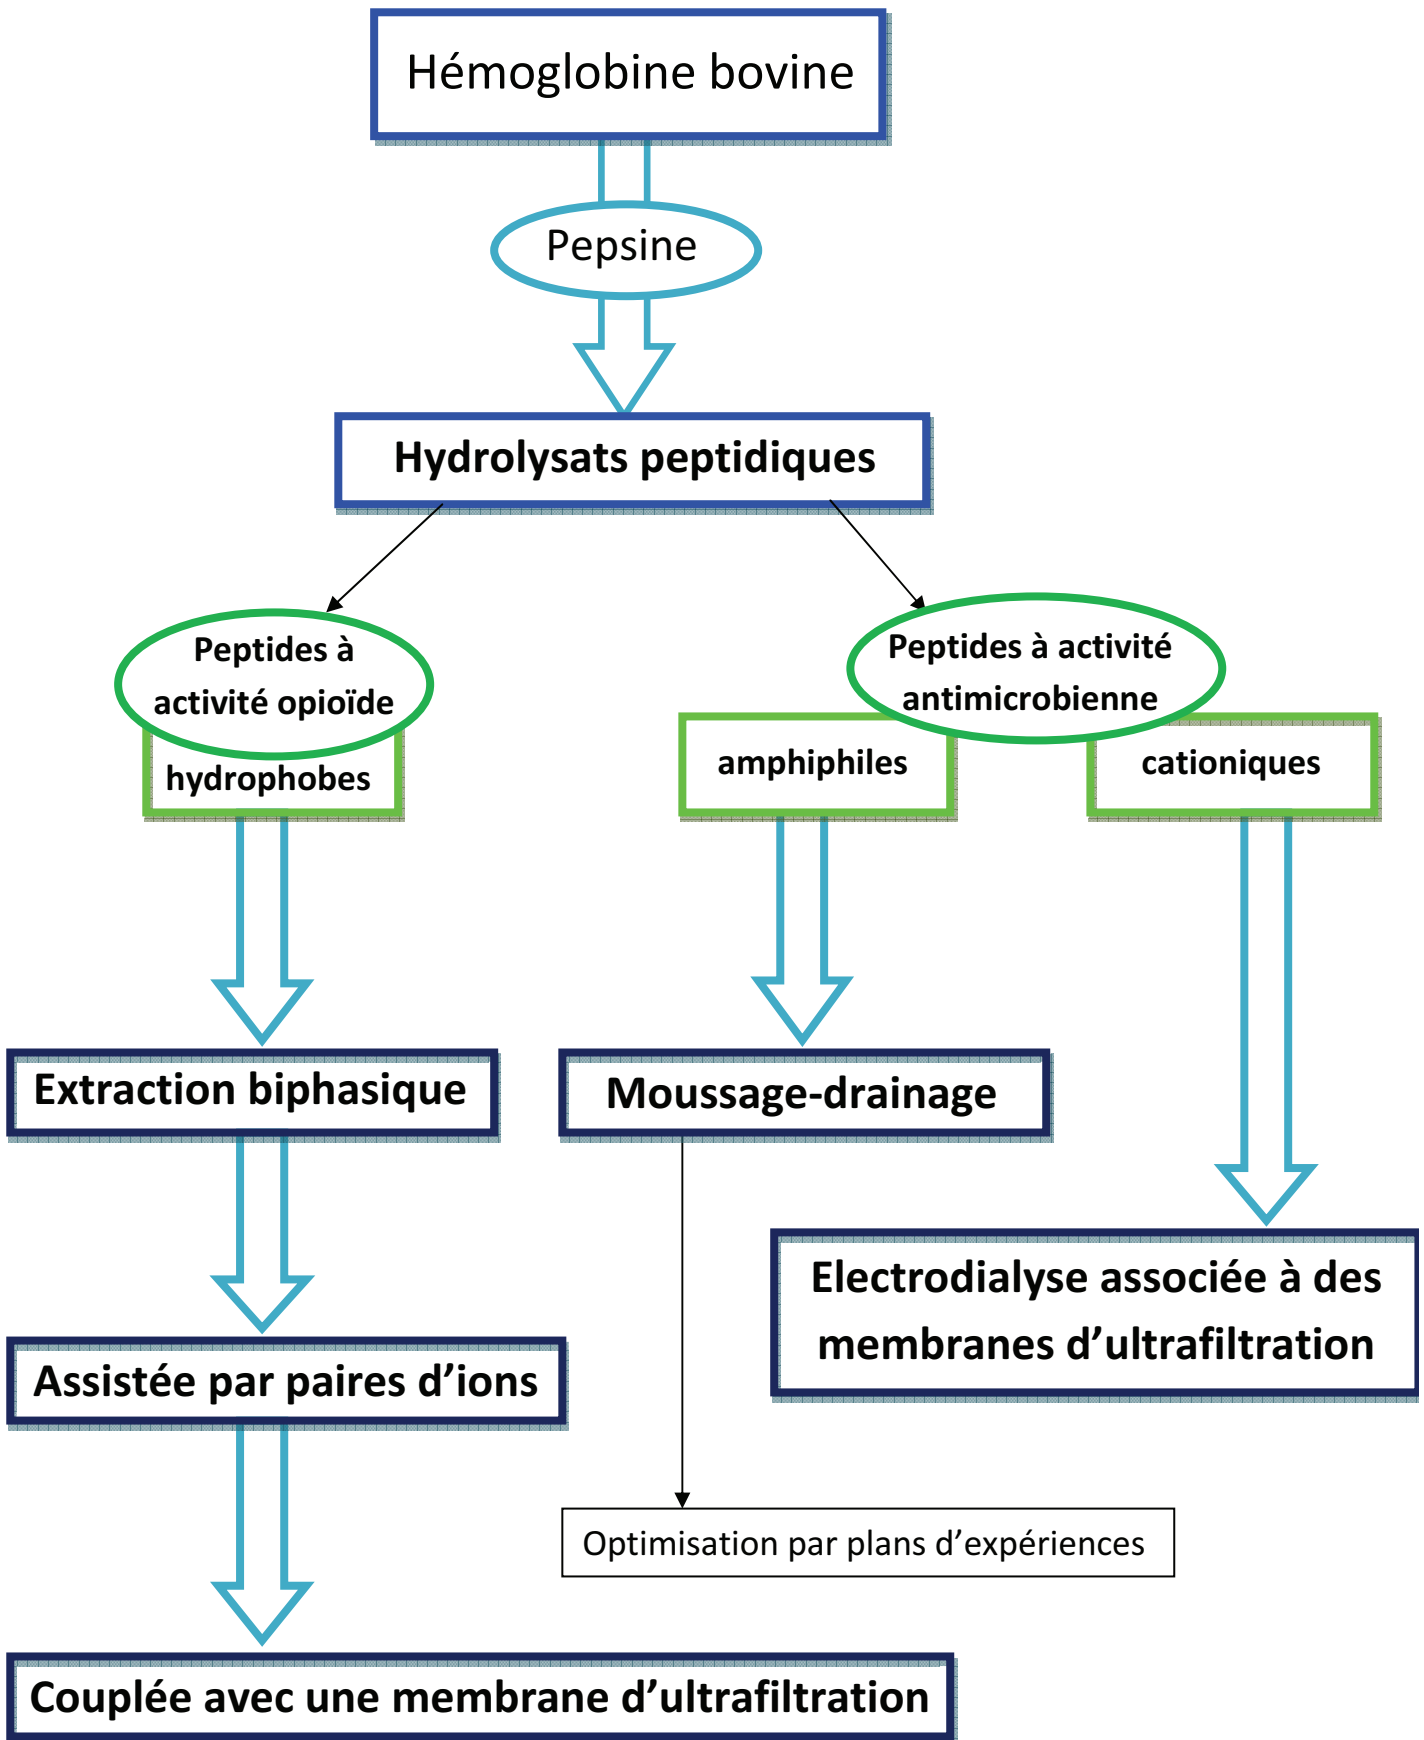 Hémoglobine bovine
Pepsine
Hydrolysats peptidiques
Peptides à
activité opioïde
hydrophobes
Peptides à activité
antimicrobienne
amphiphiles
cationiques
Extraction biphasique
Moussage-drainage
Electrodialyse associée à des
membranes d’ultrafiltration
Assistée par paires d’ions
Optimisation par plans d’expériences
Couplée avec une membrane d’ultrafiltration